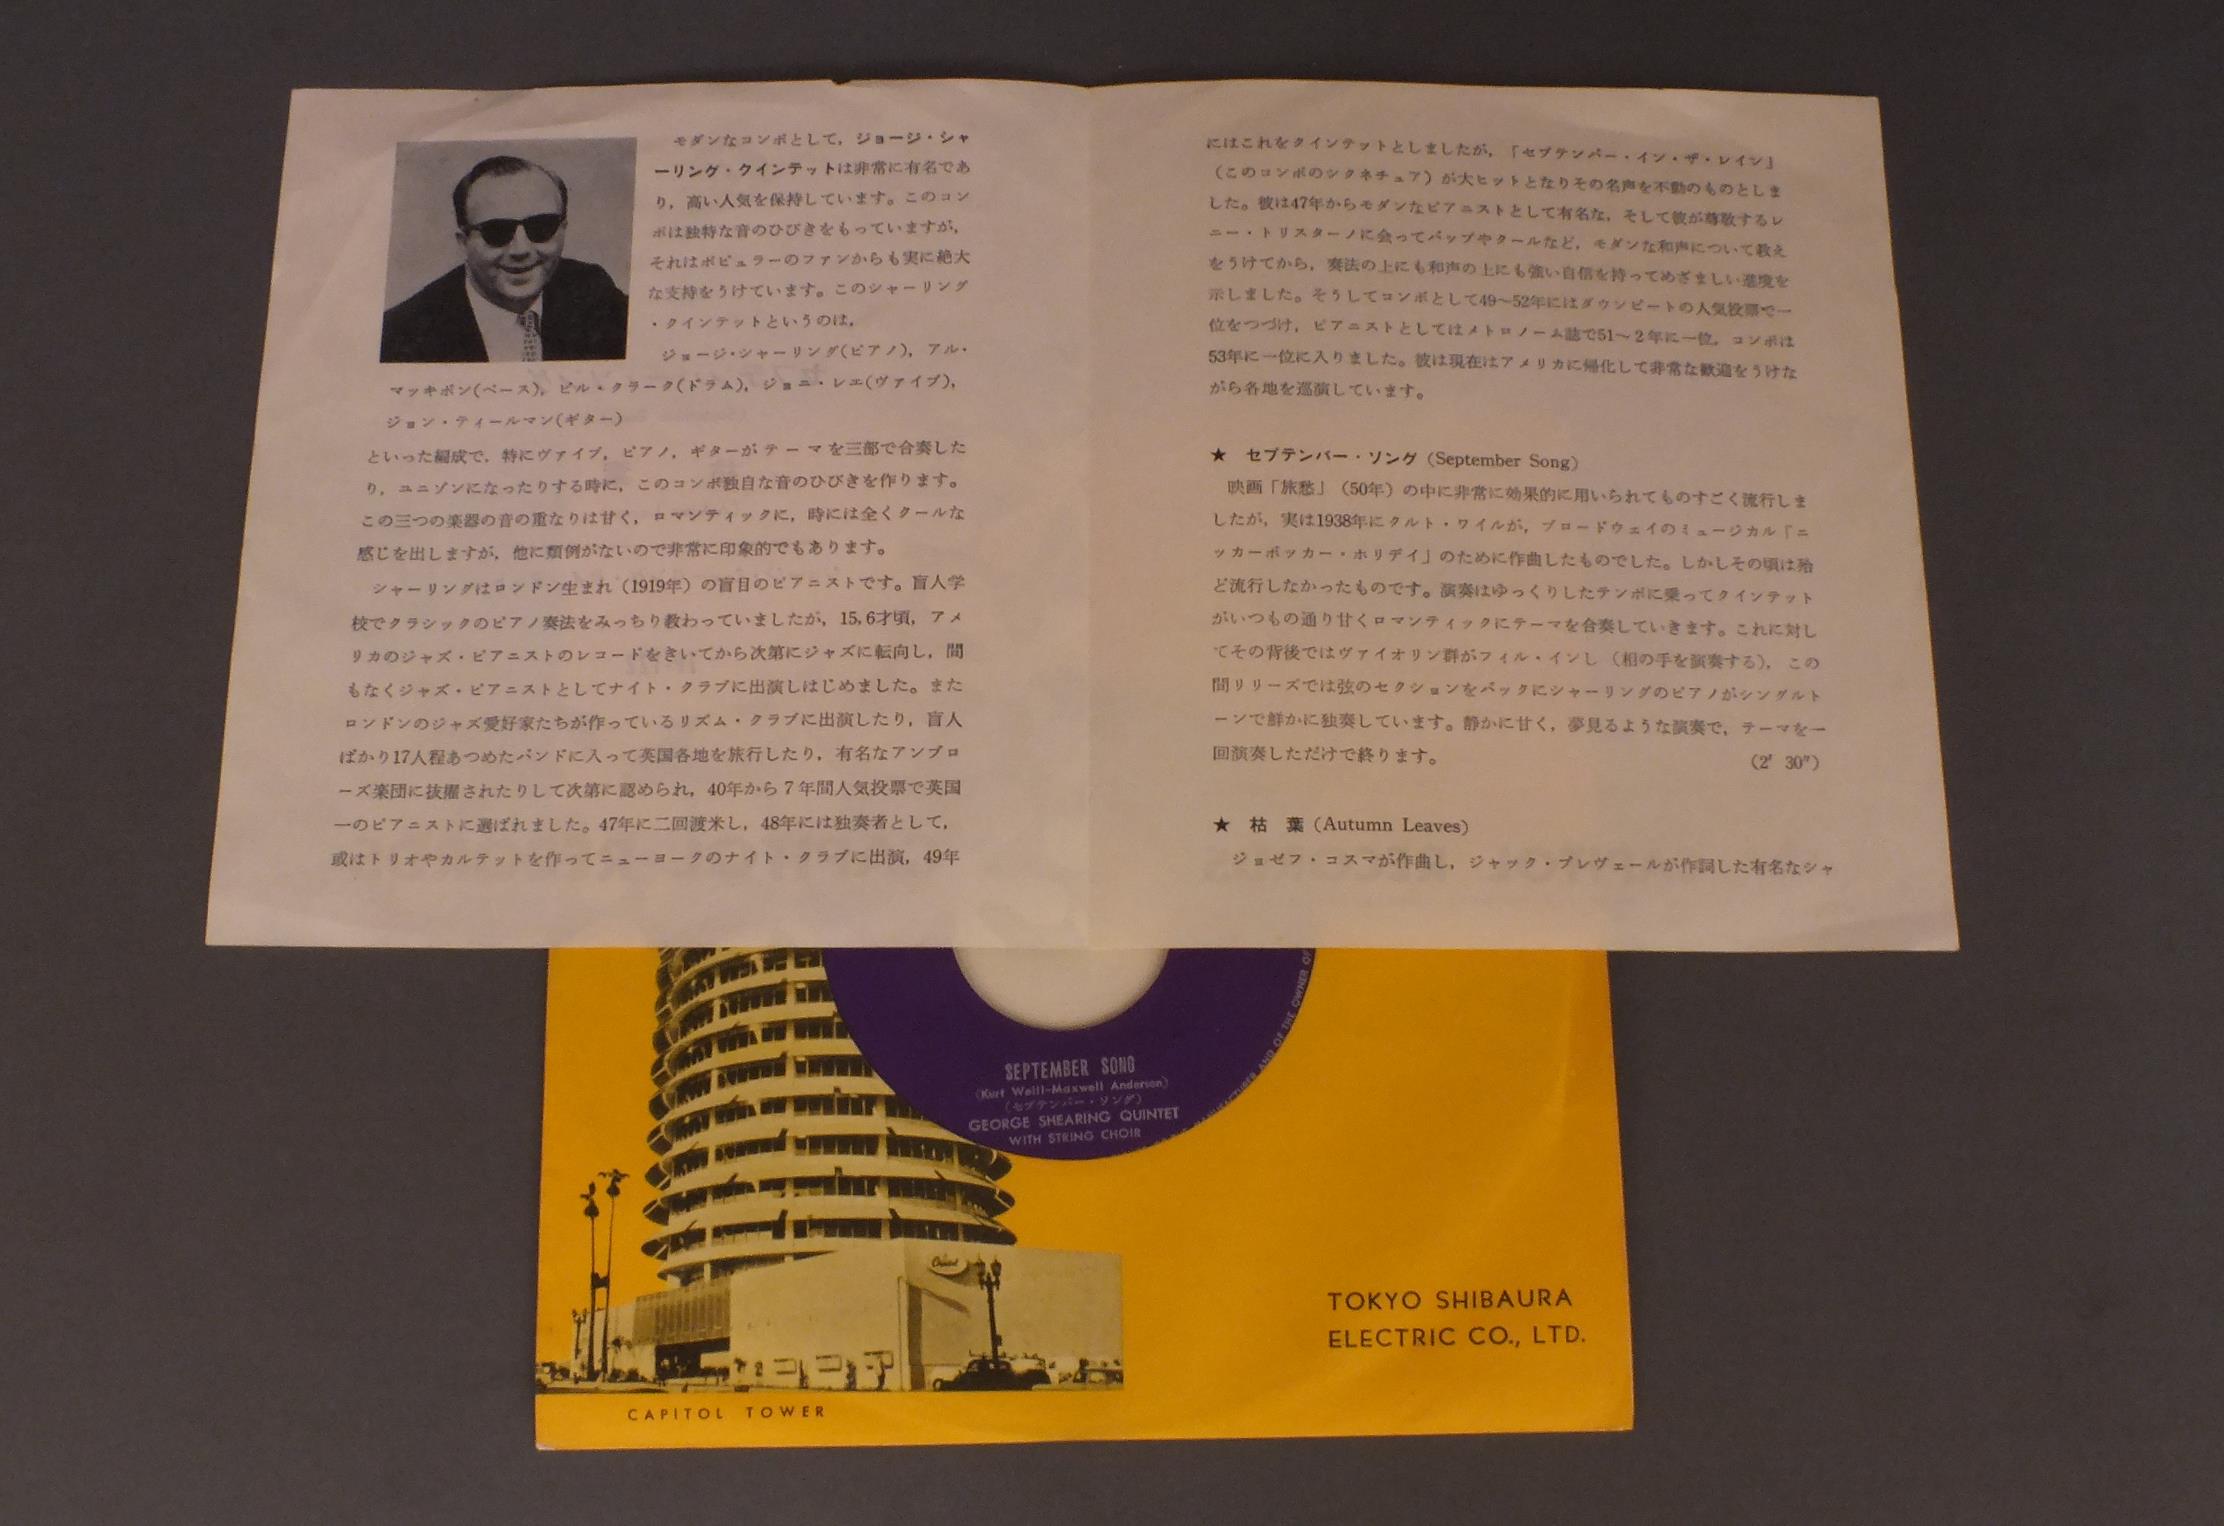 モダンなコンボとして，ジョージ・シャ
ーリング・クインテットは非常に有名であ
り，高い人気を保持しています。このコン
ボは独特な音のひびきをもっていますが，
それはポピュラーのファンからも実に絶大
な支持をうけています。このシャーリング
・クインテットというのは，
ジョージ・シャーリング(ピアノ)，アル・
マッキボン(ベース)，ビル・クラーク(ドラム)，ジョニ・レエ(ヴァイブ)，
ジョン・ティールマン(ギター)
といった編成で，特にヴァイブ，ピアノ，ギターがテーマを三部で合奏した
り，ユニゾンになったりする時に，このコンボ独自な音のひびきを作ります。
この三つの楽器の音の重なりは甘く，ロマンティックに，時には全くクールな
感じを出しますが，他に類例がないので非常に印象的でもあります。
シャーリングはロンドン生まれ（1919年）の盲目のピアニストです。盲人学
校でクラシックのピアノ奏法をみっちり教わっていましたが，15,6才頃，アメ
リカのジャズ・ピアニストのレコードをきいてから次第にジャズに転向し，間
もなくジャズ・ピアニストとしてナイト・クラブに出演しはじめました。また
ロンドンのジャズ愛好家たちが作っているリズム・クラブに出演したり，盲人
ばかり17人程あつめたバンドに入って英国各地を旅行したり，有名なアンブロ
ーズ楽団に抜擢されたりして次第に認められ，40年から7年間人気投票で英国
一のピアニストに選ばれました。47年に二回渡米し，48年には独奏者として，
或はトリオやカルテットを作ってニューヨークのナイト・クラブに出演，49年
にはこれをクインテットとしましたが，「セプテンバー・イン・ザ・レイン」
（このコンボのシクネチュア）が大ヒットとなりその名声を不動のものとしま
した。彼は47年からモダンなピアニストとして有名な，そして彼が尊敬するレ
ニー・トリスターノに会ってバップやクールなど，モダンな和声について教え
をうけてから，奏法の上にも和声の上にも強い自信を持ってめざましい進境を
示しました。そうしてコンボとして49〜52年にはダウンビートの人気投票で一
位をつづけ，ピアニストとしてはメトロノーム誌で51〜2年に一位，コンボは
53年に一位に入りました。彼は現在はアメリカに帰化して非常な歓迎をうけな
がら各地を巡演しています。
★ セプテンバー・ソング (September Song)
映画「旅愁」（50年）の中に非常に効果的に用いられてものすごく流行しま
したが，実は1938年にクルト・ワイルが，ブロードウェイのミュージカル「ニ
ッカーボッカー・ホリデイ」のために作曲したものでした。しかしその頃は殆
ど流行しなかったものです。演奏はゆっくりしたテンポに乗ってクインテット
がいつもの通り甘くロマンティックにテーマを合奏していきます。これに対し
てその背後ではヴァイオリン群がフィル・インし（相の手を演奏する），この
間リリーズでは弦のセクションをバックにシャーリングのピアノがシングルト
ーンで鮮かに独奏しています。静かに甘く，夢見るような演奏で，テーマを一
回演奏しただけで終ります。 (2′ 30″)
★ 枯 葉 (Autumn Leaves)
ジョゼフ・コスマが作曲し，ジャック・プレヴェールが作詞した有名なシャ
SEPTEMBER SONG
(Kurt Weill-Maxwell Anderson)
(セプテンバー・ソング)
GEORGE SHEARING QUINTET
WITH STRING CHOIR
MANUFACTURER AND OF THE OWNER OF
Capitol
TOKYO SHIBAURA
ELECTRIC CO., LTD.
CAPITOL TOWER